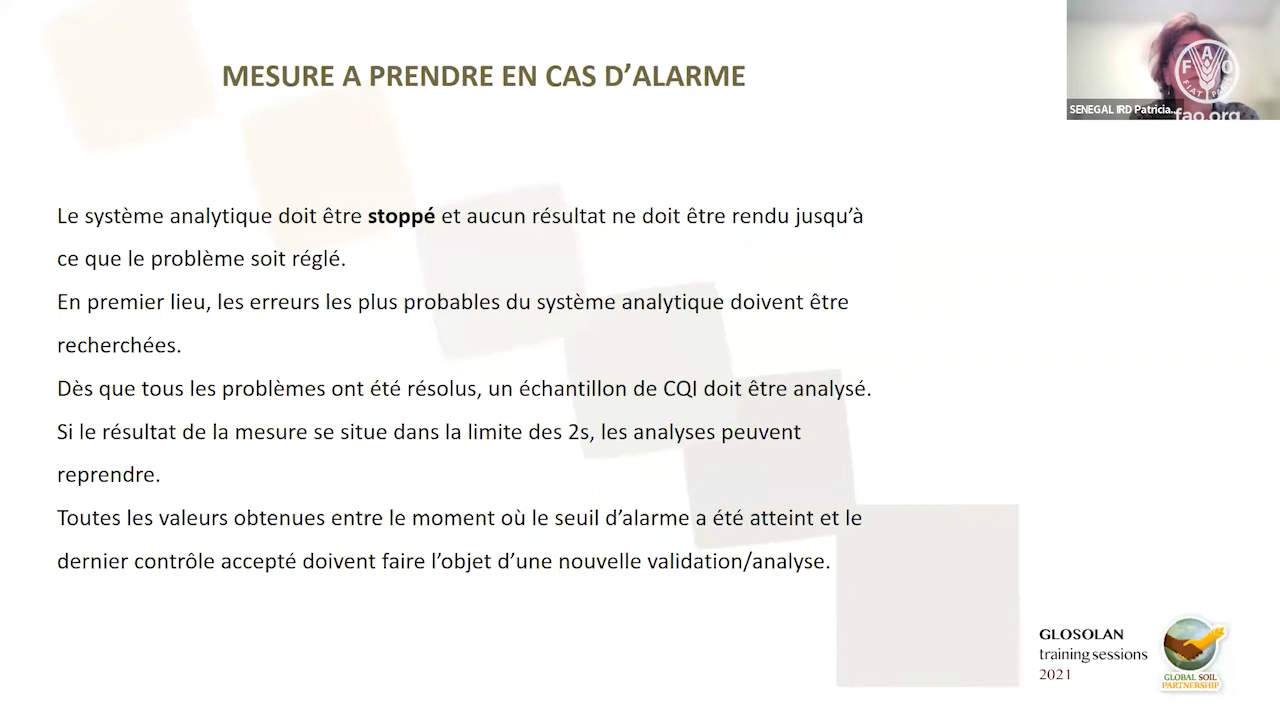 MESURE A PRENDRE EN CAS D’ALARME
SENEGAL IRD Patricia...
F A O
FIAT PANIS
fao.org
Le système analytique doit être stoppé et aucun résultat ne doit être rendu jusqu’à
ce que le problème soit réglé.
En premier lieu, les erreurs les plus probables du système analytique doivent être
recherchées.
Dès que tous les problèmes ont été résolus, un échantillon de CQI doit être analysé.
Si le résultat de la mesure se situe dans la limite des 2s, les analyses peuvent
reprendre.
Toutes les valeurs obtenues entre le moment où le seuil d’alarme a été atteint et le
dernier contrôle accepté doivent faire l’objet d’une nouvelle validation/analyse.
GLOSOLAN
training sessions
2021
GLOBAL SOIL
PARTNERSHIP